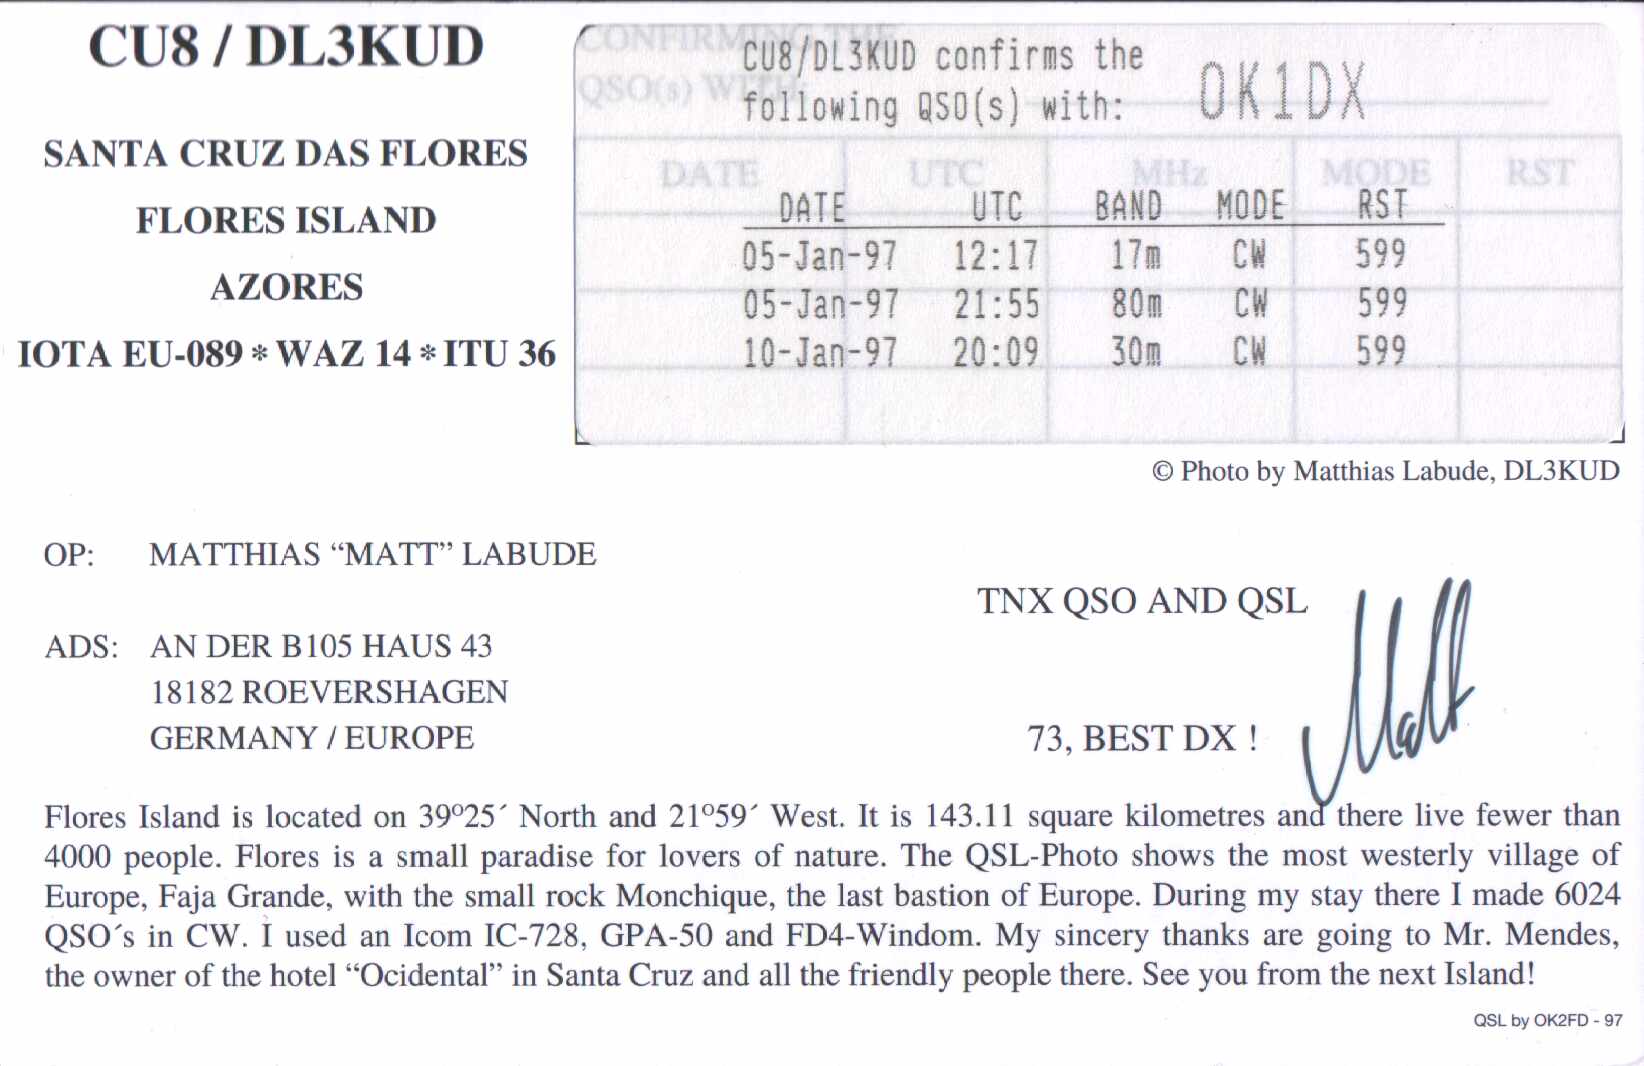 CU8 / DL3KUD
SANTA CRUZ DAS FLORES
FLORES ISLAND
AZORES
IOTA EU-089 * WAZ 14 * ITU 36
CONFIRMING THE
QSO(s) WITH:
DATE UTC MHz MODE RST
CU8/DL3KUD confirms the
following QSO(s) with: OK1DX
DATE UTC BAND MODE RST
05-Jan-97 12:17 17m CW 599
05-Jan-97 21:55 80m CW 599
10-Jan-97 20:09 30m CW 599
© Photo by Matthias Labude, DL3KUD
OP: MATTHIAS “MATT” LABUDE
ADS: AN DER B105 HAUS 43
18182 ROEVERSHAGEN
GERMANY / EUROPE
TNX QSO AND QSL
73, BEST DX !
Matt
Flores Island is located on 39°25´ North and 21°59´ West. It is 143.11 square kilometres and there live fewer than
4000 people. Flores is a small paradise for lovers of nature. The QSL-Photo shows the most westerly village of
Europe, Faja Grande, with the small rock Monchique, the last bastion of Europe. During my stay there I made 6024
QSO´s in CW. I used an Icom IC-728, GPA-50 and FD4-Windom. My sincery thanks are going to Mr. Mendes,
the owner of the hotel “Ocidental” in Santa Cruz and all the friendly people there. See you from the next Island!
QSL by OK2FD - 97